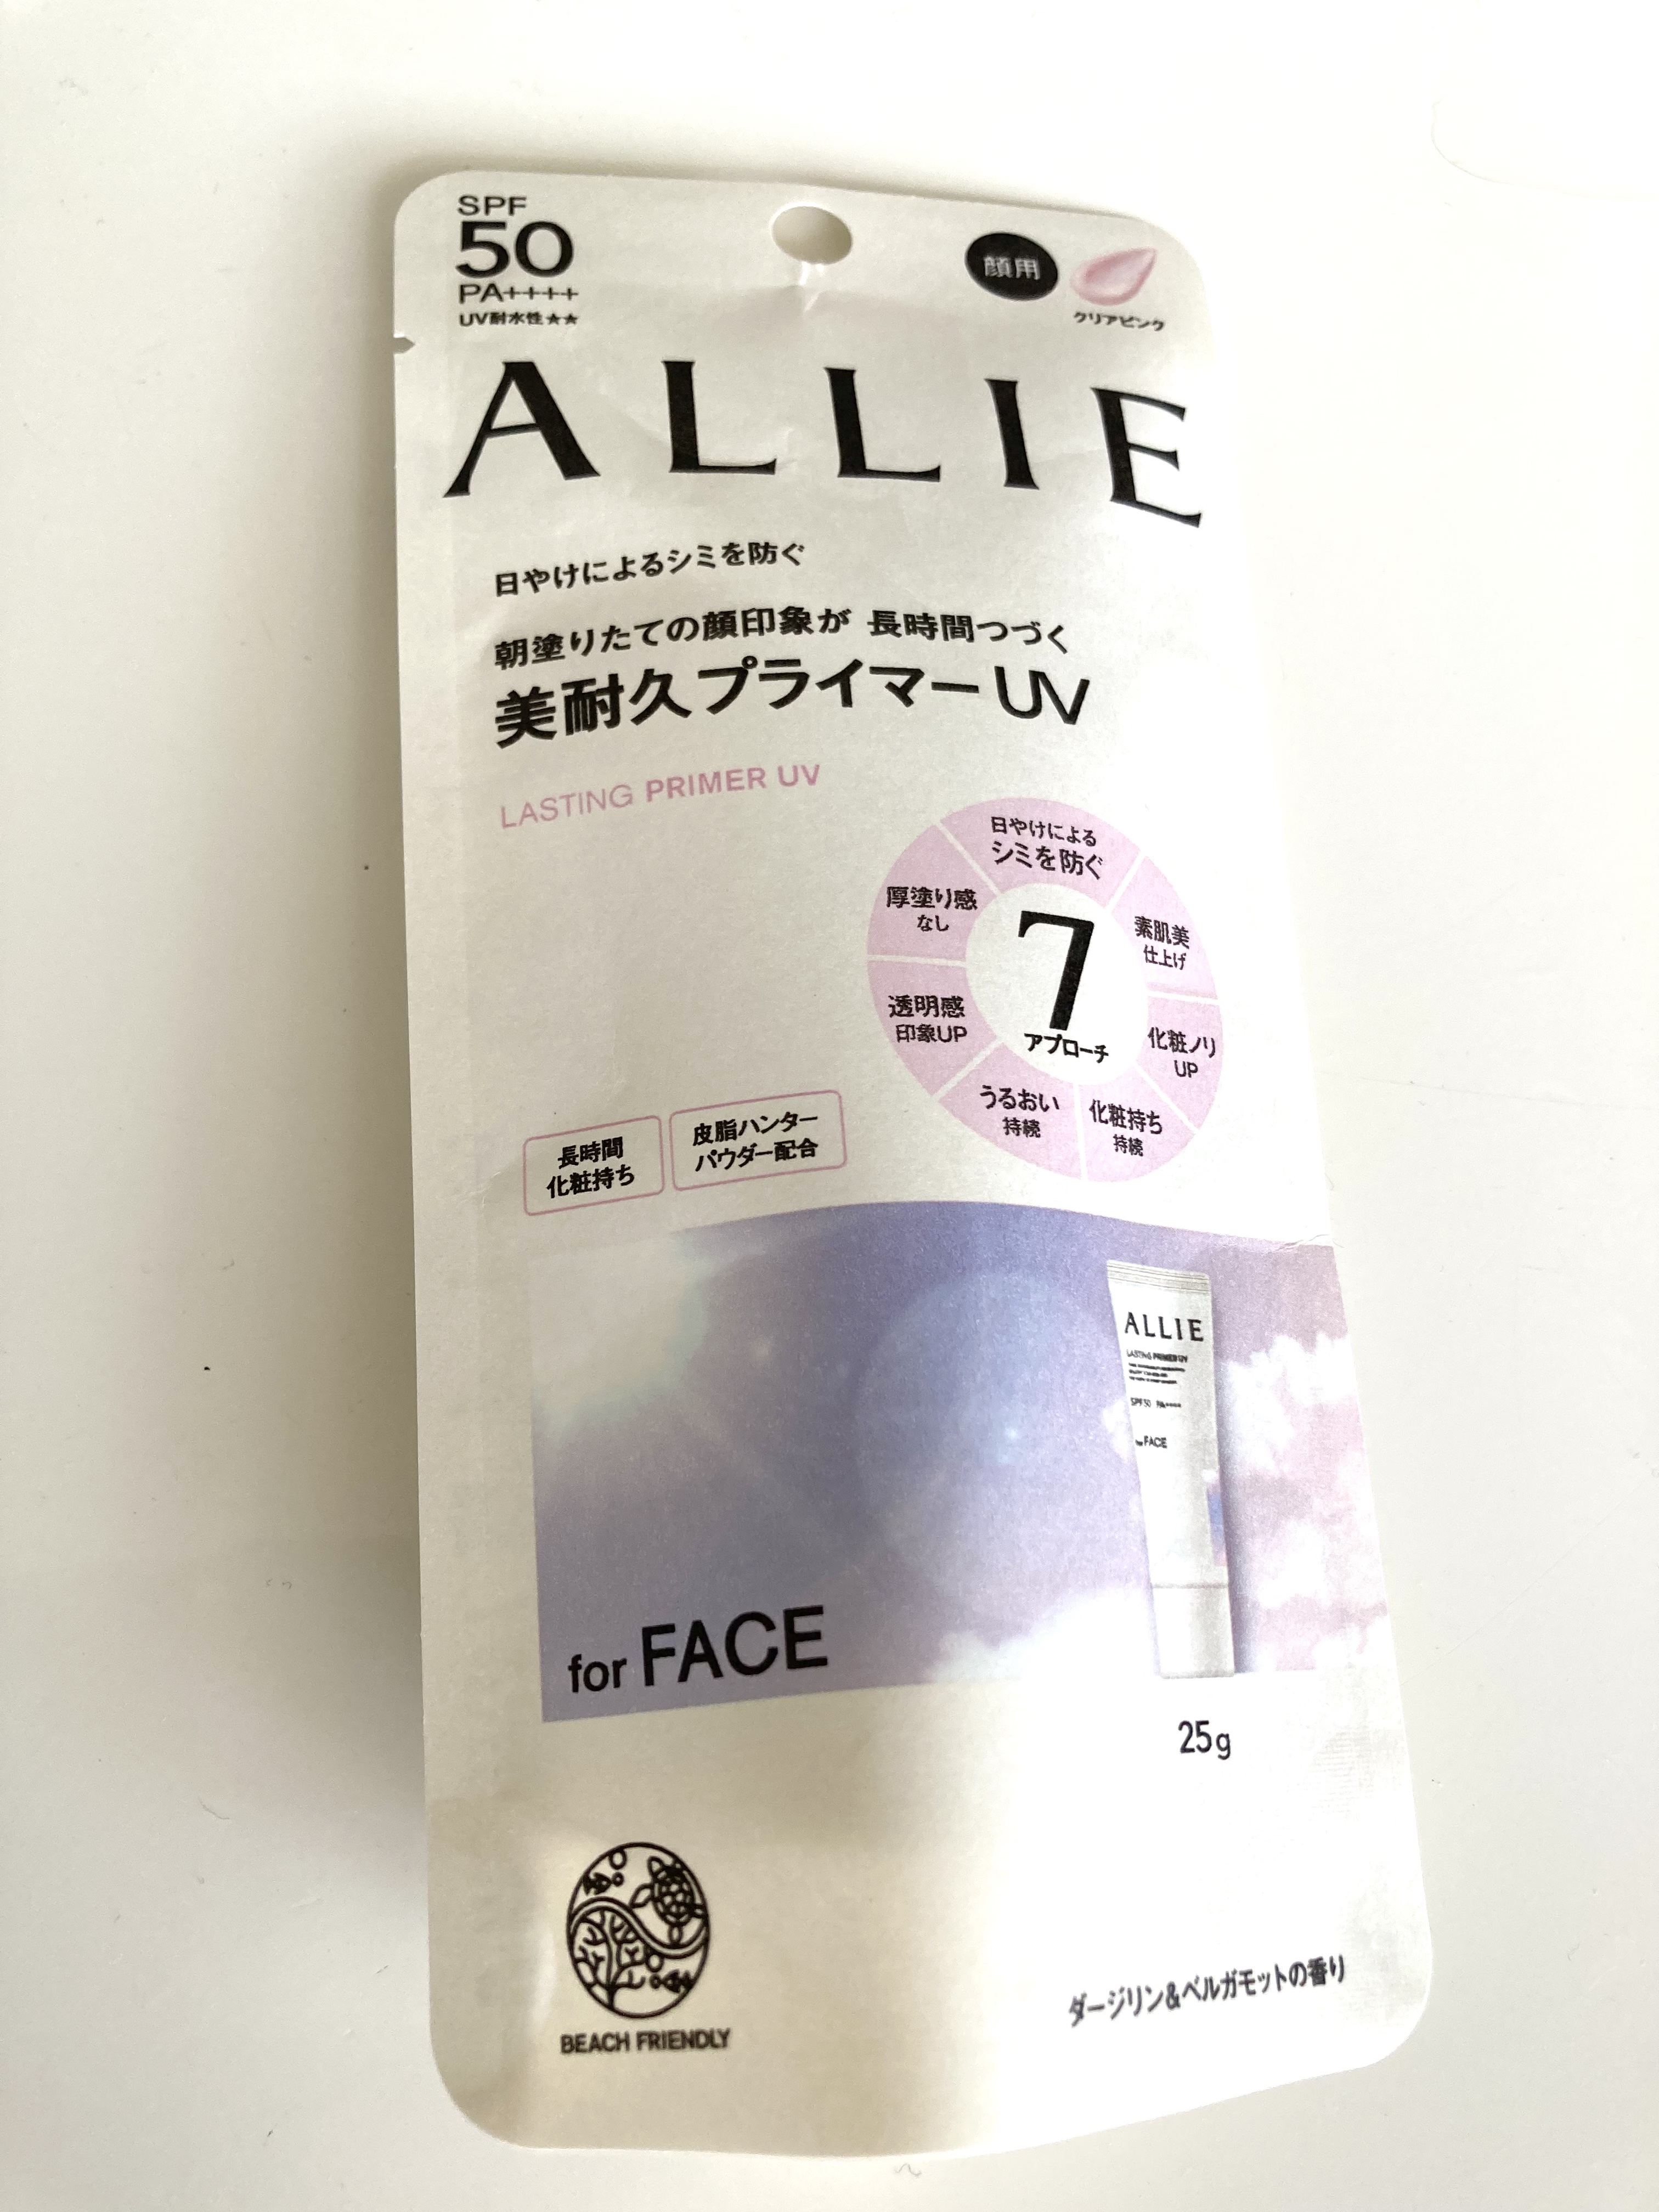 SPF
50
PA++++
UV耐水性★★
顔用
クリアピンク
ALLIE
日やけによるシミを防ぐ
朝塗りたての顔印象が 長時間つづく
美耐久プライマーUV
LASTING PRIMER UV
日やけによる
シミを防ぐ
素肌美
仕上げ
化粧ノリ
UP
化粧持ち
持続
うるおい
持続
透明感
印象UP
厚塗り感
なし
7
アプローチ
長時間
化粧持ち
皮脂ハンター
パウダー配合
ALLIE
LASTING PRIMER UV
SPF50 PA++++
for FACE
for FACE
25g
BEACH FRIENDLY
ダージリン&ベルガモットの香り